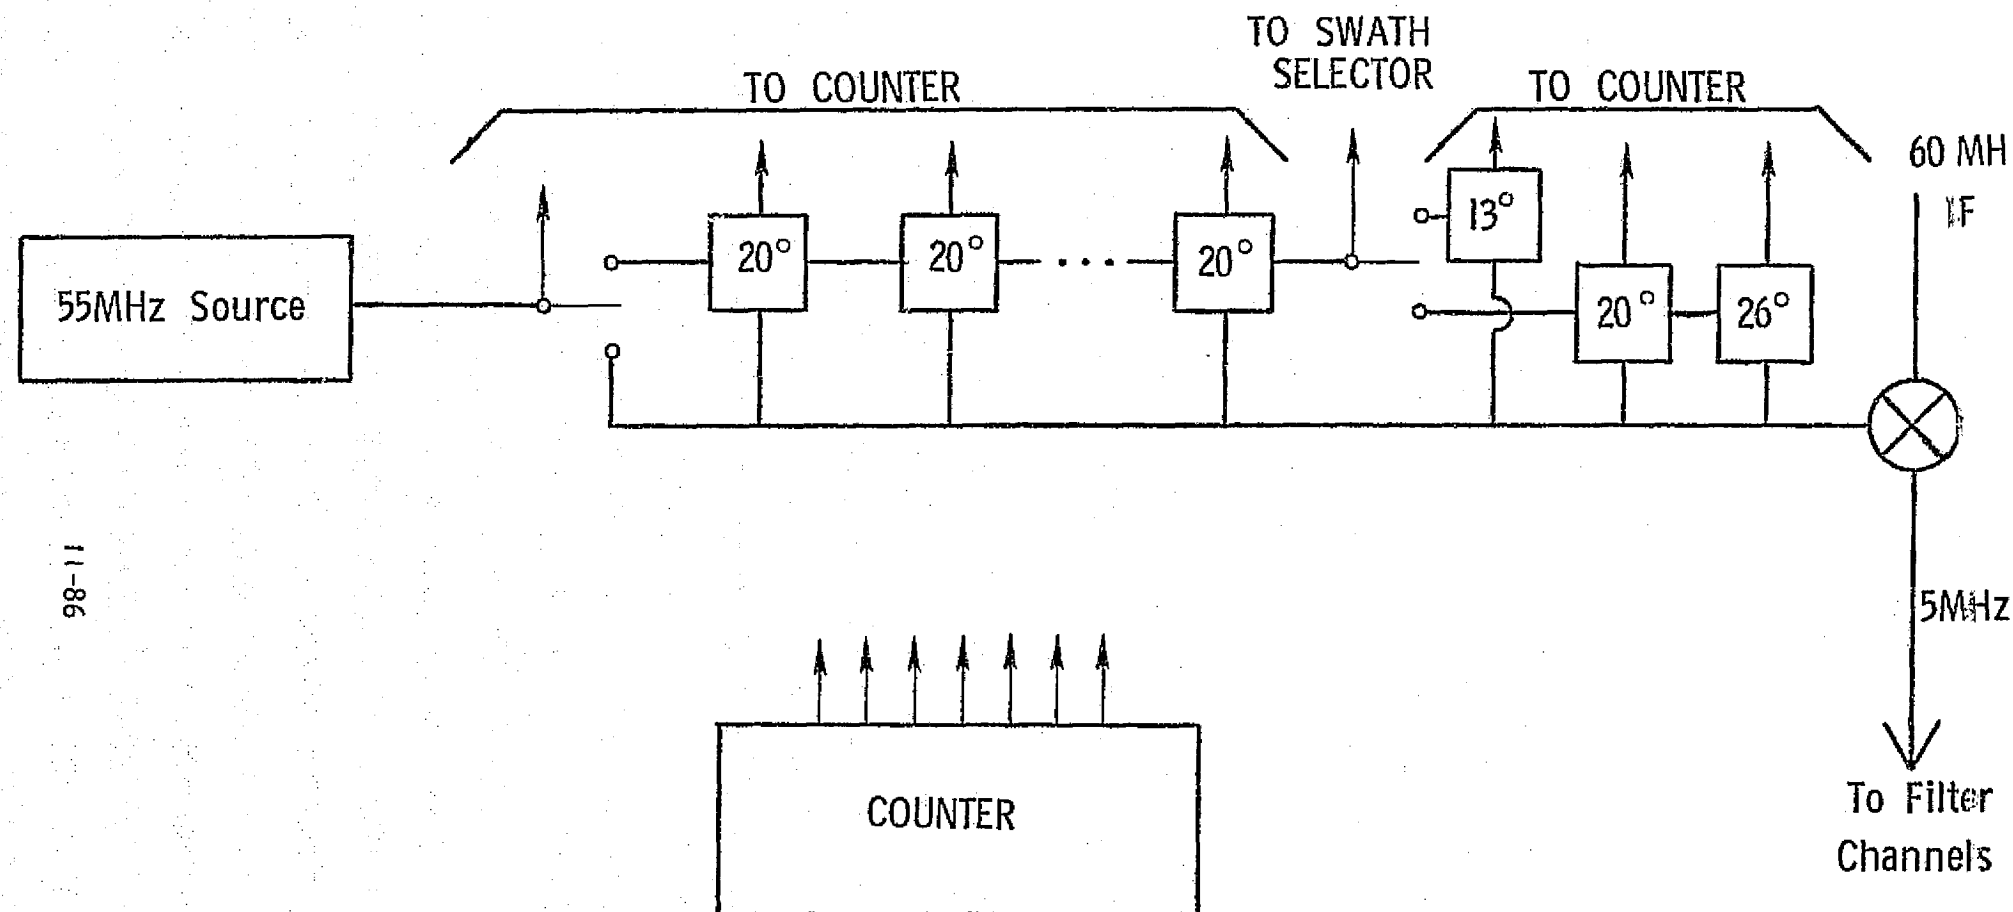 TO SWATH
SELECTOR
TO COUNTER
TO COUNTER
60 MH
IF
13°
20°
20°
20°
55MHz Source
20°
26°
11-86
5MHz
COUNTER
To Filter
Channels